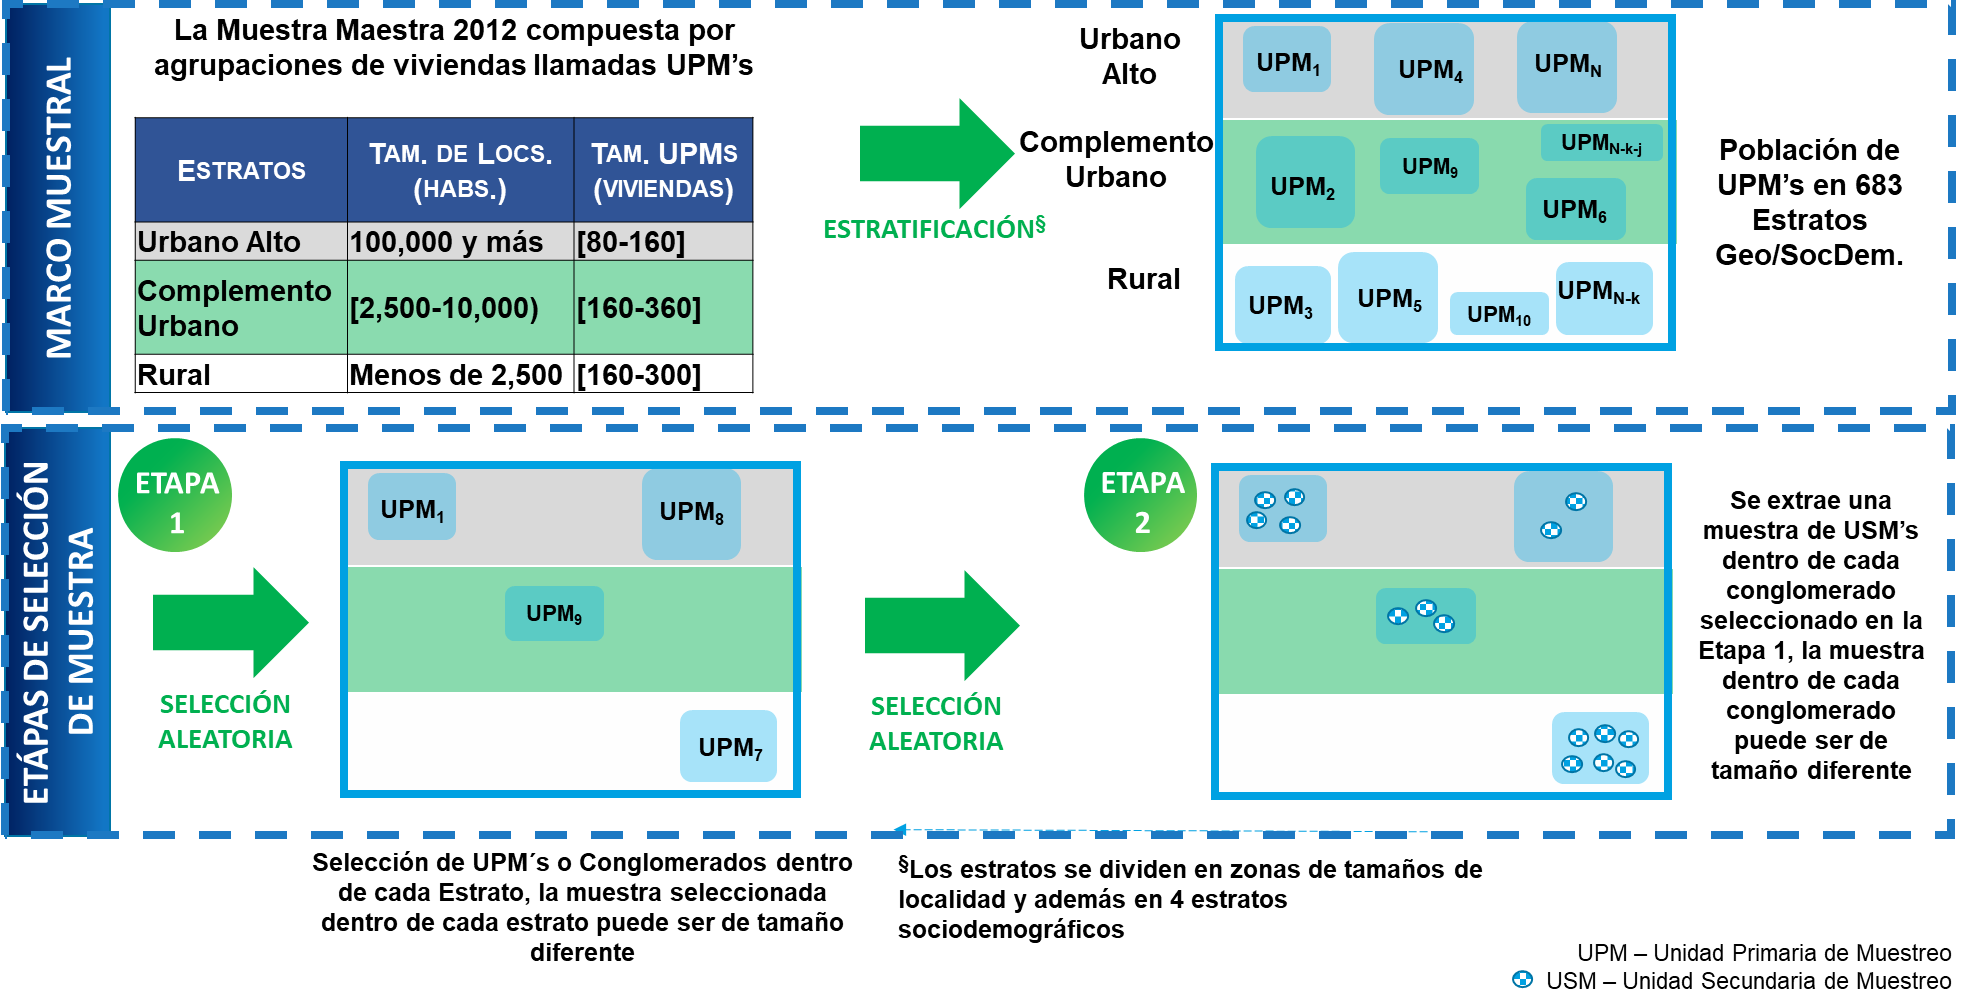 MARCO MUESTRAL
La Muestra Maestra 2012 compuesta por
agrupaciones de viviendas llamadas UPM's
ESTRATOS
TAM. DE LOCS.
(HABS.)
TAM. UPMS
(VIVIENDAS)
Urbano Alto
100,000 y más
[80-160]
Complemento
Urbano
[2,500-10,000)
[160-360]
Rural
Menos de 2,500
[160-300]
ESTRATIFICACIÓN§
Urbano
Alto
Complemento
Urbano
Rural
UPM1
UPM4
UPMN
UPM2
UPM9
UPMN-k-j
UPM6
UPM3
UPM5
UPM10
UPMN-k
Población de
UPM's en 683
Estratos
Geo/SocDem.
ETÁPAS DE SELECCIÓN
DE MUESTRA
ETAPA
1
SELECCIÓN
ALEATORIA
UPM1
UPM8
UPM9
UPM7
ETAPA
2
SELECCIÓN
ALEATORIA
Se extrae una
muestra de USM's
dentro de cada
conglomerado
seleccionado en la
Etapa 1, la muestra
dentro de cada
conglomerado
puede ser de
tamaño diferente
Selección de UPM´s o Conglomerados dentro
de cada Estrato, la muestra seleccionada
dentro de cada estrato puede ser de tamaño
diferente
§Los estratos se dividen en zonas de tamaños de
localidad y además en 4 estratos
sociodemográficos
UPM – Unidad Primaria de Muestreo
USM – Unidad Secundaria de Muestreo